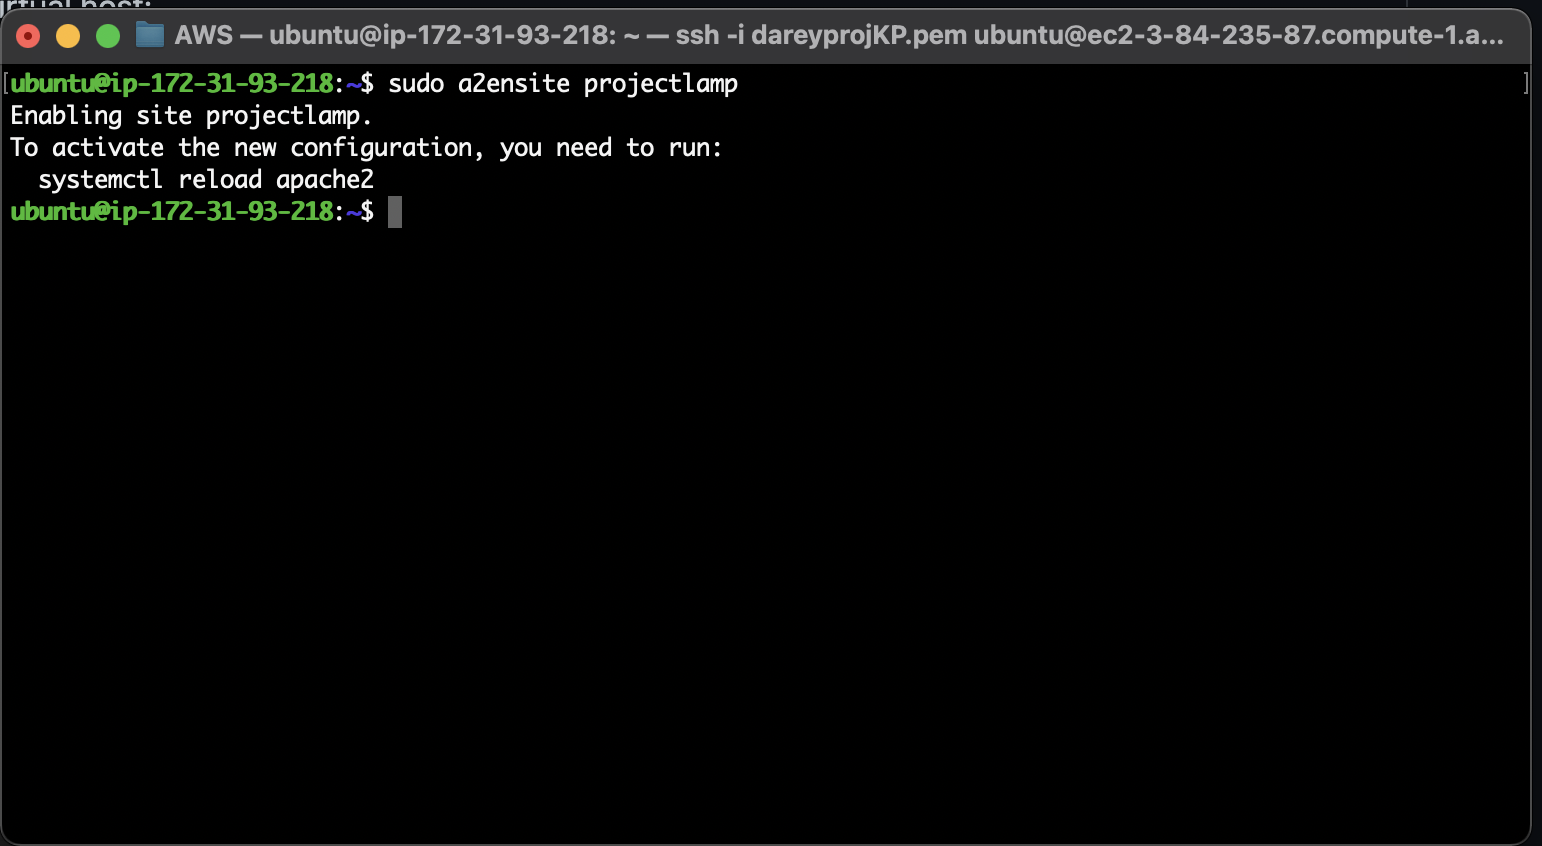 AWS — ubuntu@ip-172-31-93-218: ~ — ssh -i dareyprojKP.pem ubuntu@ec2-3-84-235-87.compute-1.a...
[ubuntu@ip-172-31-93-218:~$ sudo a2ensite projectlamp ]
Enabling site projectlamp.
To activate the new configuration, you need to run:
systemctl reload apache2
ubuntu@ip-172-31-93-218:~$